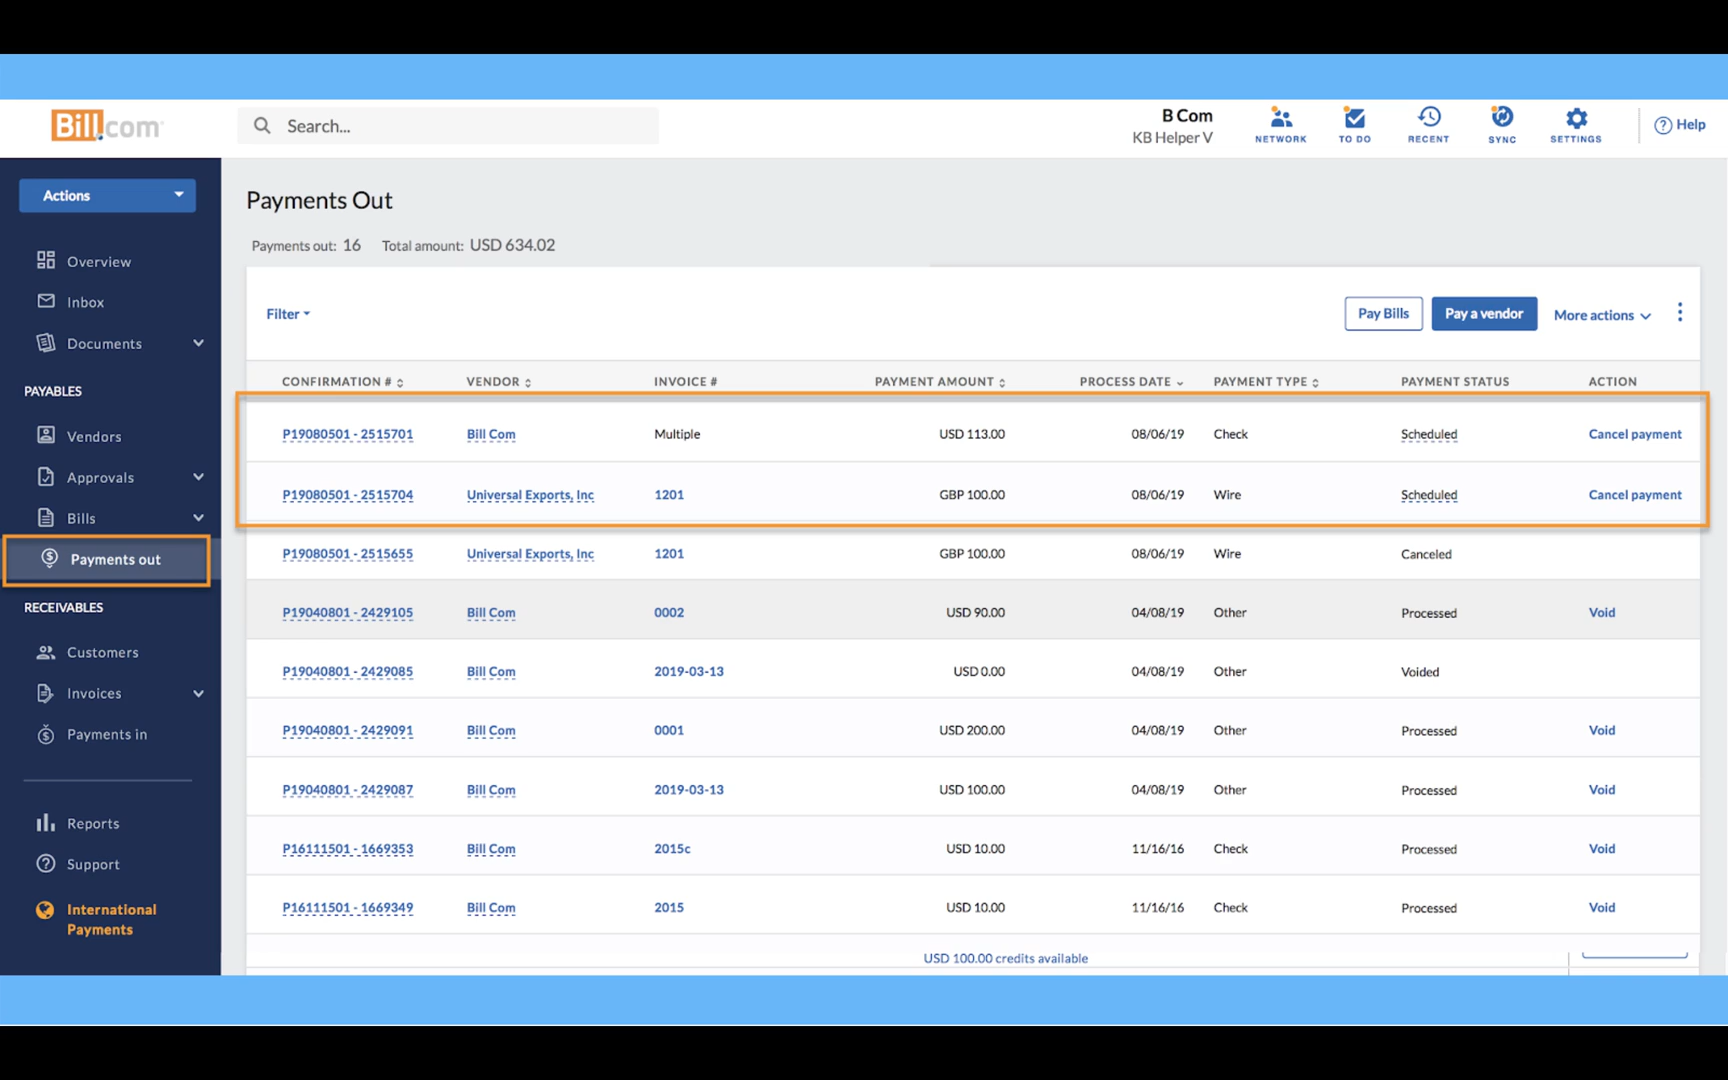 Bill.com
Search...
B Com
KB Helper V
NETWORK
TO DO
RECENT
SYNC
SETTINGS
Help
Actions
Overview
Inbox
Documents
PAYABLES
Vendors
Approvals
Bills
Payments out
RECEIVABLES
Customers
Invoices
Payments in
Reports
Support
International
Payments
Payments Out
Payments out: 16 Total amount: USD 634.02
Filter
Pay Bills
Pay a vendor
More actions
CONFIRMATION # VENDOR INVOICE # PAYMENT AMOUNT PROCESS DATE PAYMENT TYPE PAYMENT STATUS ACTION
P19080501 - 2515701 Bill Com Multiple USD 113.00 08/06/19 Check Scheduled Cancel payment
P19080501 - 2515704 Universal Exports, Inc 1201 GBP 100.00 08/06/19 Wire Scheduled Cancel payment
P19080501 - 2515655 Universal Exports, Inc 1201 GBP 100.00 08/06/19 Wire Canceled
P19040801 - 2429105 Bill Com 0002 USD 90.00 04/08/19 Other Processed Void
P19040801 - 2429085 Bill Com 2019-03-13 USD 0.00 04/08/19 Other Voided
P19040801 - 2429091 Bill Com 0001 USD 200.00 04/08/19 Other Processed Void
P19040801 - 2429087 Bill Com 2019-03-13 USD 100.00 04/08/19 Other Processed Void
P16111501 - 1669353 Bill Com 2015c USD 10.00 11/16/16 Check Processed Void
P16111501 - 1669349 Bill Com 2015 USD 10.00 11/16/16 Check Processed Void
USD 100.00 credits available